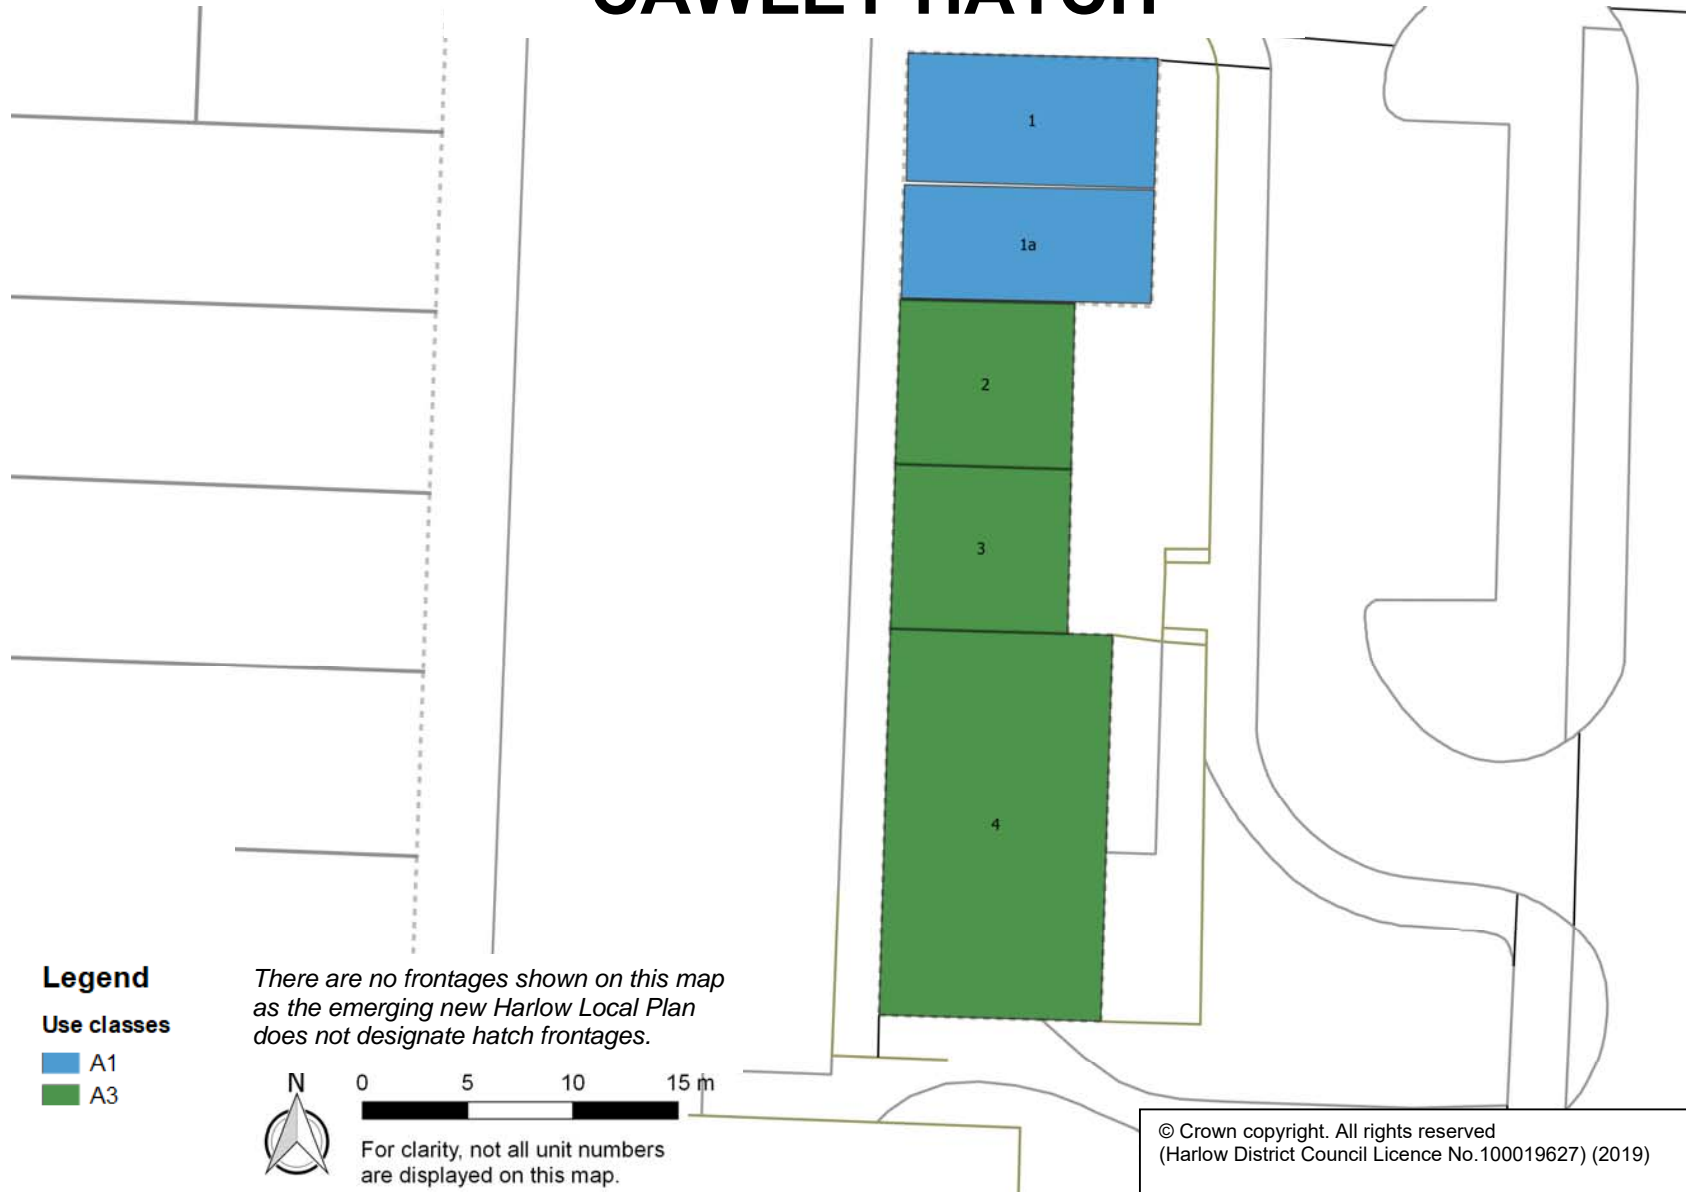 CAWLEY HATCH
1
1a
2
3
4
Legend
Use classes
A1
A3
There are no frontages shown on this map
as the emerging new Harlow Local Plan
does not designate hatch frontages.
N
0 5 10 15 m
For clarity, not all unit numbers
are displayed on this map.
© Crown copyright. All rights reserved
(Harlow District Council Licence No.100019627) (2019)